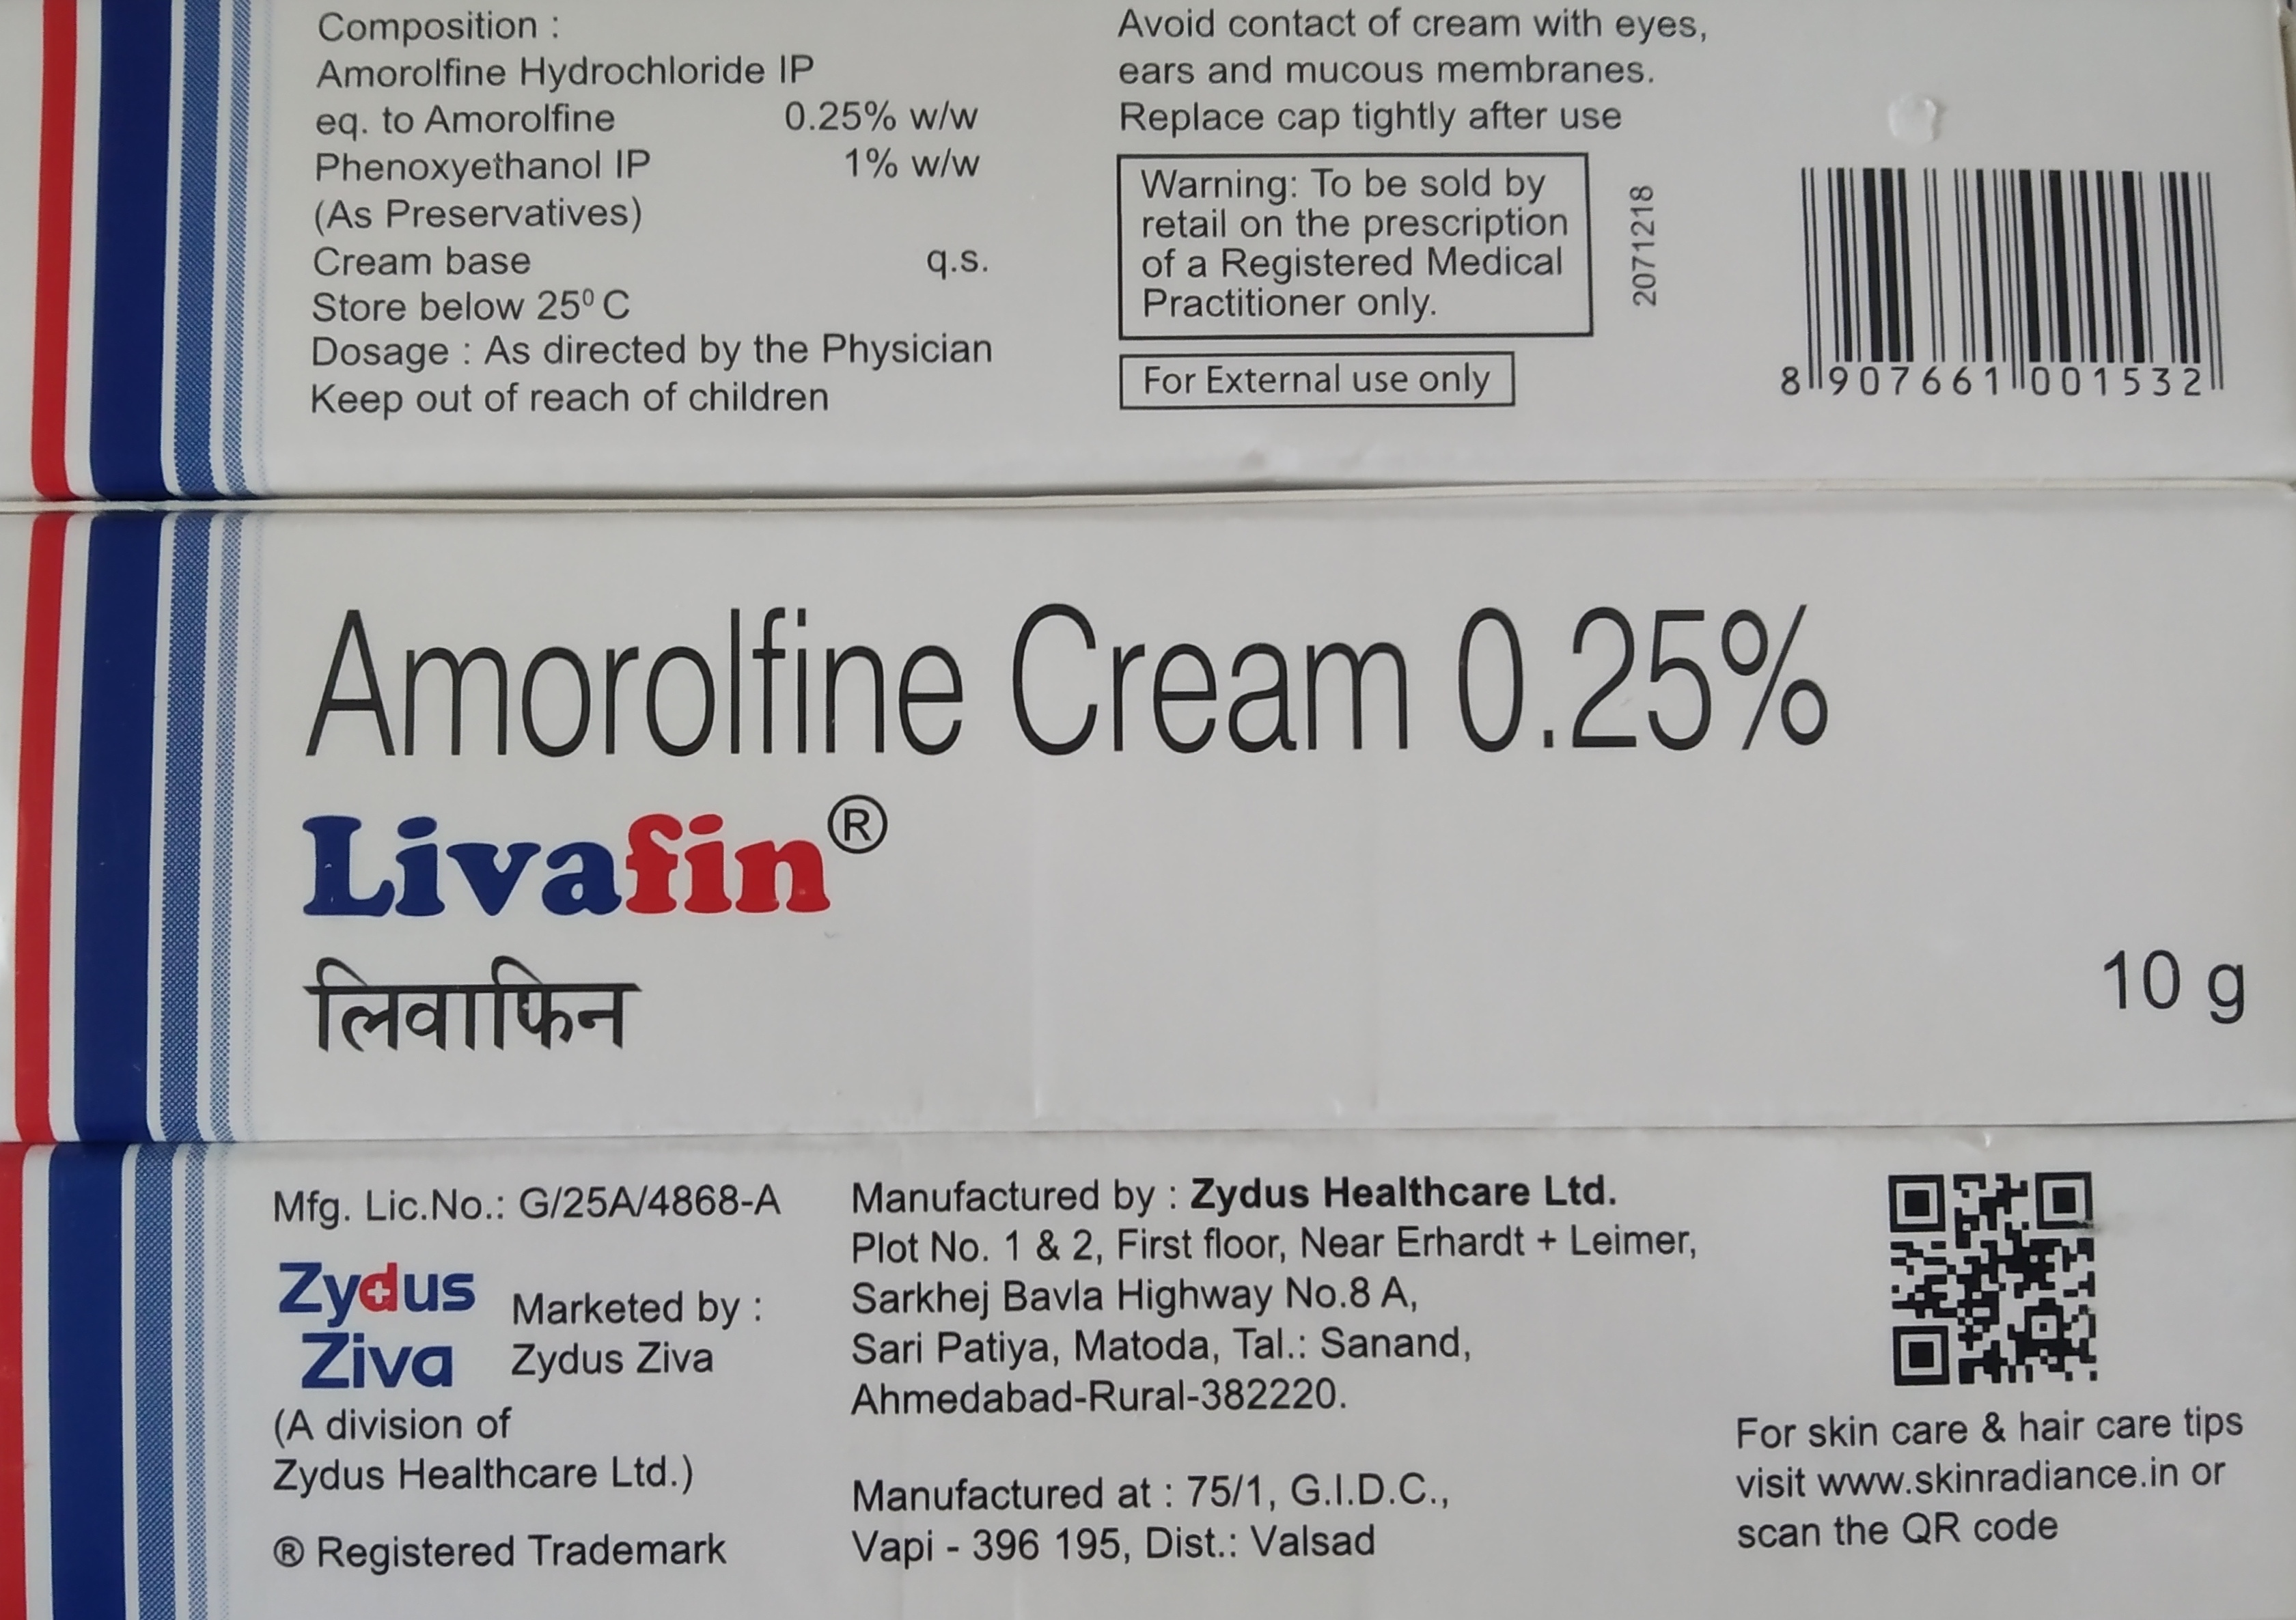 Composition :
Amorolfine Hydrochloride IP
eq. to Amorolfine 0.25% w/w
Phenoxyethanol IP 1% w/w
(As Preservatives)
Cream base q.s.
Store below 25⁰ C
Dosage : As directed by the Physician
Keep out of reach of children
Avoid contact of cream with eyes,
ears and mucous membranes.
Replace cap tightly after use
Warning: To be sold by
retail on the prescription
of a Registered Medical
Practitioner only.
For External use only
2071218
8 907661 001532
Amorolfine Cream 0.25%
Livafin®
लिवाफिन
10 g
Mfg. Lic.No.: G/25A/4868-A
Zydus
Ziva
Marketed by :
Zydus Ziva
(A division of
Zydus Healthcare Ltd.)
® Registered Trademark
Manufactured by : Zydus Healthcare Ltd.
Plot No. 1 & 2, First floor, Near Erhardt + Leimer,
Sarkhej Bavla Highway No.8 A,
Sari Patiya, Matoda, Tal.: Sanand,
Ahmedabad-Rural-382220.
Manufactured at : 75/1, G.I.D.C.,
Vapi - 396 195, Dist.: Valsad
For skin care & hair care tips
visit www.skinradiance.in or
scan the QR code